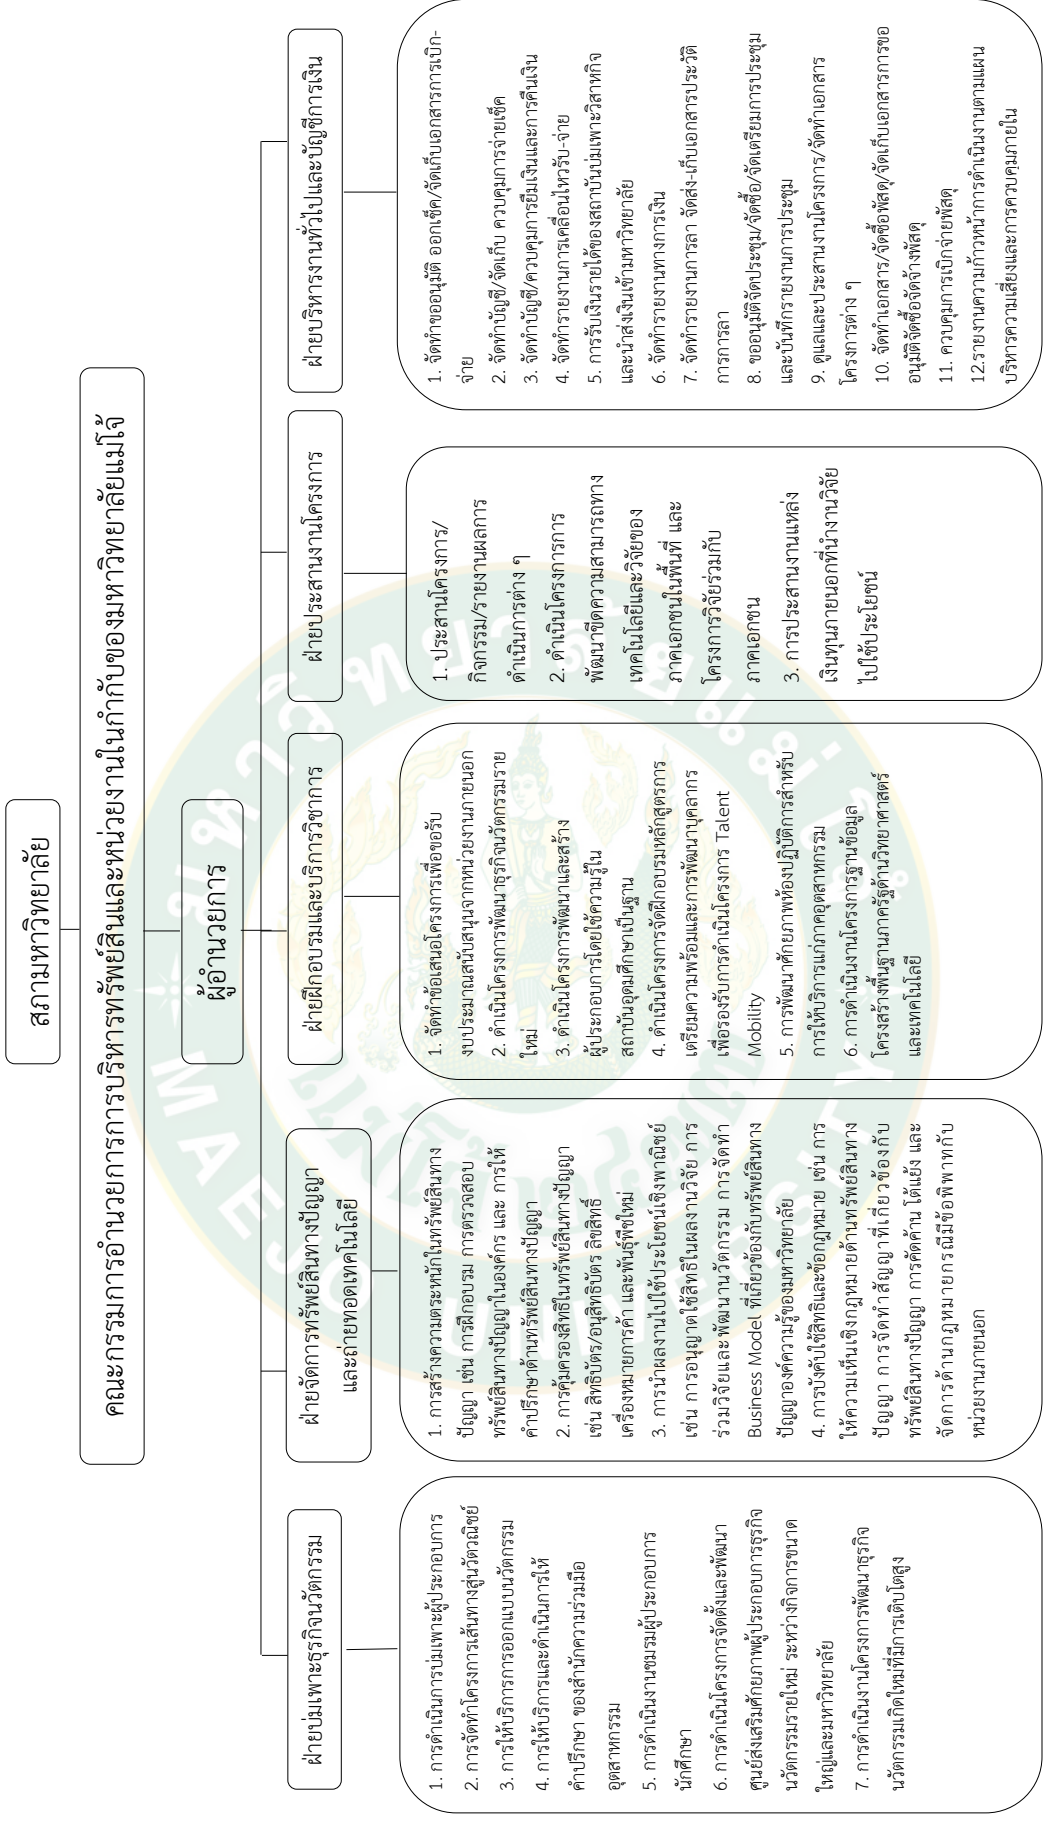 สภามหาวิทยาลัย
คณะกรรมการอำนวยการการบริหารทรัพย์สินและหน่วยงานในกำกับของมหาวิทยาลัยแม่โจ้
ผู้อำนวยการ
ฝ่ายบ่มเพาะธุรกิจนวัตกรรม
1. การดำเนินการบ่มเพาะผู้ประกอบการ
2. การจัดทำโครงการเส้นทางสู่นวัตวณิชย์
3. การให้บริการการออกแบบนวัตกรรม
4. การให้บริการและดำเนินการให้
คำปรึกษา ของสำนักความร่วมมือ
อุตสาหกรรม
5. การดำเนินงานชมรมผู้ประกอบการ
นักศึกษา
6. การดำเนินโครงการจัดตั้งและพัฒนา
ศูนย์ส่งเสริมศักยภาพผู้ประกอบการธุรกิจ
นวัตกรรมรายใหม่ ระหว่างกิจการขนาด
ใหญ่และมหาวิทยาลัย
7. การดำเนินงานโครงการพัฒนาธุรกิจ
นวัตกรรมเกิดใหม่ที่มีการเติบโตสูง
ฝ่ายจัดการทรัพย์สินทางปัญญา
และถ่ายทอดเทคโนโลยี
1. การสร้างความตระหนักในทรัพย์สินทาง
ปัญญา เช่น การฝึกอบรม การตรวจสอบ
ทรัพย์สินทางปัญญาในองค์กร และ การให้
คำปรึกษาด้านทรัพย์สินทางปัญญา
2. การคุ้มครองสิทธิในทรัพย์สินทางปัญญา
เช่น สิทธิบัตร/อนุสิทธิบัตร ลิขสิทธิ์
เครื่องหมายการค้า และพันธุ์พืชใหม่
3. การนำผลงานไปใช้ประโยชน์เชิงพาณิชย์
เช่น การอนุญาตใช้สิทธิในผลงานวิจัย การ
ร่วมวิจัยและพัฒนานวัตกรรม การจัดทำ
Business Model ที่เกี่ยวข้องกับทรัพย์สินทาง
ปัญญาองค์ความรู้ของมหาวิทยาลัย
4. การบังคับใช้สิทธิและข้อกฎหมาย เช่น การ
ให้ความเห็นเชิงกฎหมายด้านทรัพย์สินทาง
ปัญญา การจัดทำสัญญาที่เกี่ยวข้องกับ
ทรัพย์สินทางปัญญา การคัดค้าน โต้แย้ง และ
จัดการด้านกฎหมายกรณีมีข้อพิพาทกับ
หน่วยงานภายนอก
ฝ่ายฝึกอบรมและบริการวิชาการ
1. จัดทำข้อเสนอโครงการเพื่อขอรับ
งบประมาณสนับสนุนจากหน่วยงานภายนอก
2. ดำเนินโครงการพัฒนาธุรกิจนวัตกรรมราย
ใหม่
3. ดำเนินโครงการพัฒนาและสร้าง
ผู้ประกอบการโดยใช้ความรู้ใน
สถาบันอุดมศึกษาเป็นฐาน
4. ดำเนินโครงการจัดฝึกอบรมหลักสูตรการ
เตรียมความพร้อมและการพัฒนาบุคลากร
เพื่อรองรับการดำเนินโครงการ Talent
Mobility
5. การพัฒนาศักยภาพห้องปฏิบัติการสำหรับ
การให้บริการแก่ภาคอุตสาหกรรม
6. การดำเนินงานโครงการฐานข้อมูล
โครงสร้างพื้นฐานภาครัฐด้านวิทยาศาสตร์
และเทคโนโลยี
ฝ่ายประสานงานโครงการ
1. ประสานโครงการ/
กิจกรรม/รายงานผลการ
ดำเนินการต่าง ๆ
2. ดำเนินโครงการการ
พัฒนาขีดความสามารถทาง
เทคโนโลยีและวิจัยของ
ภาคเอกชนในพื้นที่ และ
โครงการวิจัยร่วมกับ
ภาคเอกชน
3. การประสานงานแหล่ง
เงินทุนภายนอกที่นำงานวิจัย
ไปใช้ประโยชน์
ฝ่ายบริหารงานทั่วไปและบัญชีการเงิน
1. จัดทำขออนุมัติ ออกเช็ค/จัดเก็บเอกสารการเบิก-
จ่าย
2. จัดทำบัญชี/จัดเก็บ ควบคุมการจ่ายเช็ค
3. จัดทำบัญชี/ควบคุมการยืมเงินและการคืนเงิน
4. จัดทำรายงานการเคลื่อนไหวรับ-จ่าย
5. การรับเงินรายได้ของสถาบันบ่มเพาะวิสาหกิจ
และนำส่งเงินเข้ามหาวิทยาลัย
6. จัดทำรายงานทางการเงิน
7. จัดทำรายงานการลา จัดส่ง-เก็บเอกสารประวัติ
การการลา
8. ขออนุมัติจัดประชุม/จัดซื้อ/จัดเตรียมการประชุม
และบันทึกรายงานการประชุม
9. ดูแลและประสานงานโครงการ/จัดทำเอกสาร
โครงการต่าง ๆ
10. จัดทำเอกสาร/จัดซื้อพัสดุ/จัดเก็บเอกสารการขอ
อนุมัติจัดซื้อจัดจ้างพัสดุ
11. ควบคุมการเบิกจ่ายพัสดุ
12.รายงานความก้าวหน้าการดำเนินงานตามแผน
บริหารความเสี่ยงและการควบคุมภายใน
มหาวิทยาลัยแม่โจ้
MAEJO UNIVERSITY